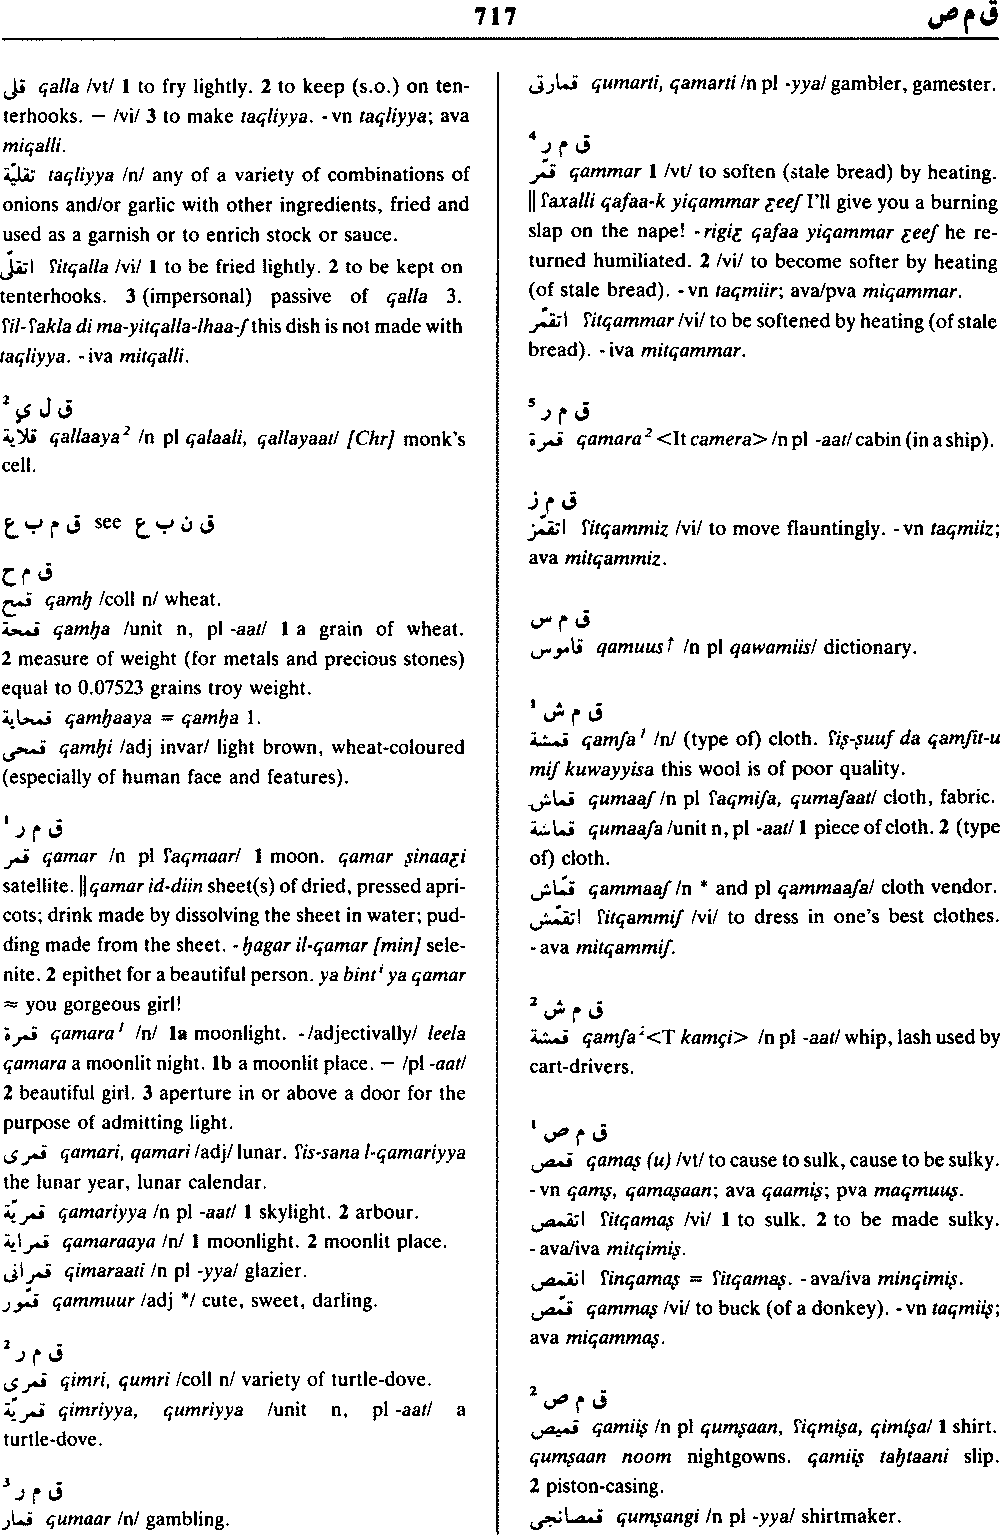 717
ق م ص
قلى qalla /vt/ 1 to fry lightly. 2 to keep (s.o.) on ten-
terhooks. — /vi/ 3 to make taqliyya. -vn taqliyya; ava
miqalli.
تقليّة taqliyya /n/ any of a variety of combinations of
onions and/or garlic with other ingredients, fried and
used as a garnish or to enrich stock or sauce.
اتقلّى ʕitqalla /vi/ 1 to be fried lightly. 2 to be kept on
tenterhooks. 3 (impersonal) passive of qalla 3.
ʕil-ʕakla di ma-yitqalla-lhaa-ʃ this dish is not made with
taqliyya. -iva mitqalli.
ق ل ي ²
قلاية qallaaya² /n pl qalaali, qallayaat/ [Chr] monk's
cell.
ق م ب ع see ق ن ب ع
ق م ح
قمح qamḥ /coll n/ wheat.
قمحة qamḥa /unit n, pl -aat/ 1 a grain of wheat.
2 measure of weight (for metals and precious stones)
equal to 0.07523 grains troy weight.
قمحاية qamḥaaya = qamḥa 1.
قمحى qamḥi /adj invar/ light brown, wheat-coloured
(especially of human face and features).
ق م ر ¹
قمر qamar /n pl ʕaqmaar/ 1 moon. qamar ṣinaaƹi
satellite. ‖ qamar id-diin sheet(s) of dried, pressed apri-
cots; drink made by dissolving the sheet in water; pud-
ding made from the sheet. -ḥagar il-qamar [min] sele-
nite. 2 epithet for a beautiful person. ya bintⁱ ya qamar
≈ you gorgeous girl!
قمرة qamara¹ /n/ 1a moonlight. -/adjectivally/ leela
qamara a moonlit night. 1b a moonlit place. — /pl -aat/
2 beautiful girl. 3 aperture in or above a door for the
purpose of admitting light.
قمرى qamari, qamari /adj/ lunar. ʕis-sana l-qamariyya
the lunar year, lunar calendar.
قمريّة qamariyya /n pl -aat/ 1 skylight. 2 arbour.
قمراية qamaraaya /n/ 1 moonlight. 2 moonlit place.
قمراتى qimaraati /n pl -yya/ glazier.
قمّور qammuur /adj */ cute, sweet, darling.
ق م ر ²
قمرى qimri, qumri /coll n/ variety of turtle-dove.
قمريّة qimriyya, qumriyya /unit n, pl -aat/ a
turtle-dove.
ق م ر ³
قمار qumaar /n/ gambling.
قمارتى qumarti, qamarti /n pl -yya/ gambler, gamester.
ق م ر ⁴
قمّر qammar 1 /vt/ to soften (stale bread) by heating.
‖ ʕaxalli qafaa-k yiqammar ƹeeʃ I'll give you a burning
slap on the nape! -rigiƹ qafaa yiqammar ƹeeʃ he re-
turned humiliated. 2 /vi/ to become softer by heating
(of stale bread). -vn taqmiir; ava/pva miqammar.
اتقمّر ʕitqammar /vi/ to be softened by heating (of stale
bread). -iva mitqammar.
ق م ر ⁵
قمرة qamara² <It camera> /n pl -aat/ cabin (in a ship).
ق م ز
اتقمّز ʕitqammiz /vi/ to move flauntingly. -vn taqmiiz;
ava mitqammiz.
ق م س
قاموس qamuus↑ /n pl qawamiis/ dictionary.
ق م ش ¹
قمشة qamʃa¹ /n/ (type of) cloth. ʕiṣ-ṣuuf da qamʃit-u
miʃ kuwayyisa this wool is of poor quality.
قماش qumaaʃ /n pl ʕaqmiʃa, qumaʃaat/ cloth, fabric.
قماشة qumaaʃa /unit n, pl -aat/ 1 piece of cloth. 2 (type
of) cloth.
قمّاش qammaaʃ /n * and pl qammaaʃa/ cloth vendor.
اتقمّش ʕitqammiʃ /vi/ to dress in one's best clothes.
-ava mitqammiʃ.
ق م ش ²
قمشة qamʃa² <T kamçi> /n pl -aat/ whip, lash used by
cart-drivers.
ق م ص ¹
قمص qamaṣ (u) /vt/ to cause to sulk, cause to be sulky.
-vn qamṣ, qamaṣaan; ava qaamiṣ; pva maqmuuṣ.
اتقمص ʕitqamaṣ /vi/ 1 to sulk. 2 to be made sulky.
-ava/iva mitqimiṣ.
انقمص ʕinqamaṣ = ʕitqamaṣ. -ava/iva minqimiṣ.
قمّص qammaṣ /vi/ to buck (of a donkey). -vn taqmiiṣ;
ava miqammaṣ.
ق م ص ²
قميص qamiiṣ /n pl qumṣaan, ʕiqmiṣa, qimiṣa/ 1 shirt.
qumṣaan noom nightgowns. qamiiṣ taḥtaani slip.
2 piston-casing.
قمصانجى qumṣangi /n pl -yya/ shirtmaker.